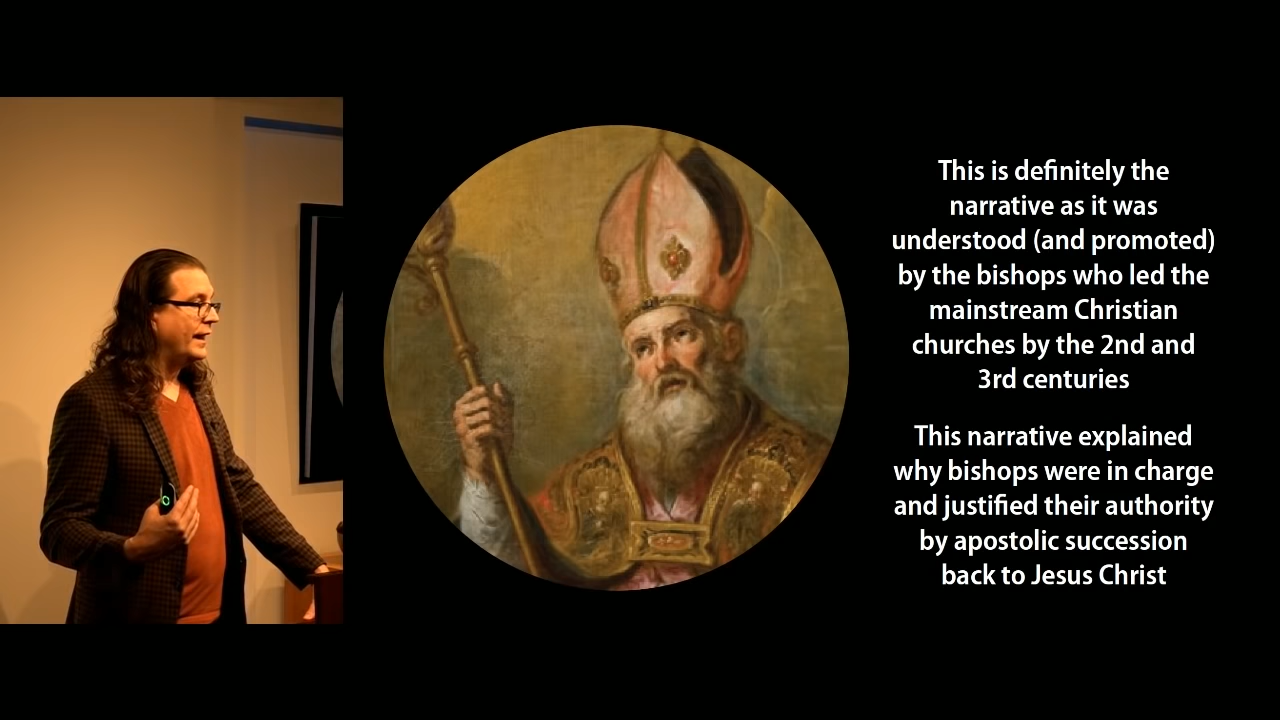 This is definitely the
narrative as it was
understood (and promoted)
by the bishops who led the
mainstream Christian
churches by the 2nd and
3rd centuries
This narrative explained
why bishops were in charge
and justified their authority
by apostolic succession
back to Jesus Christ